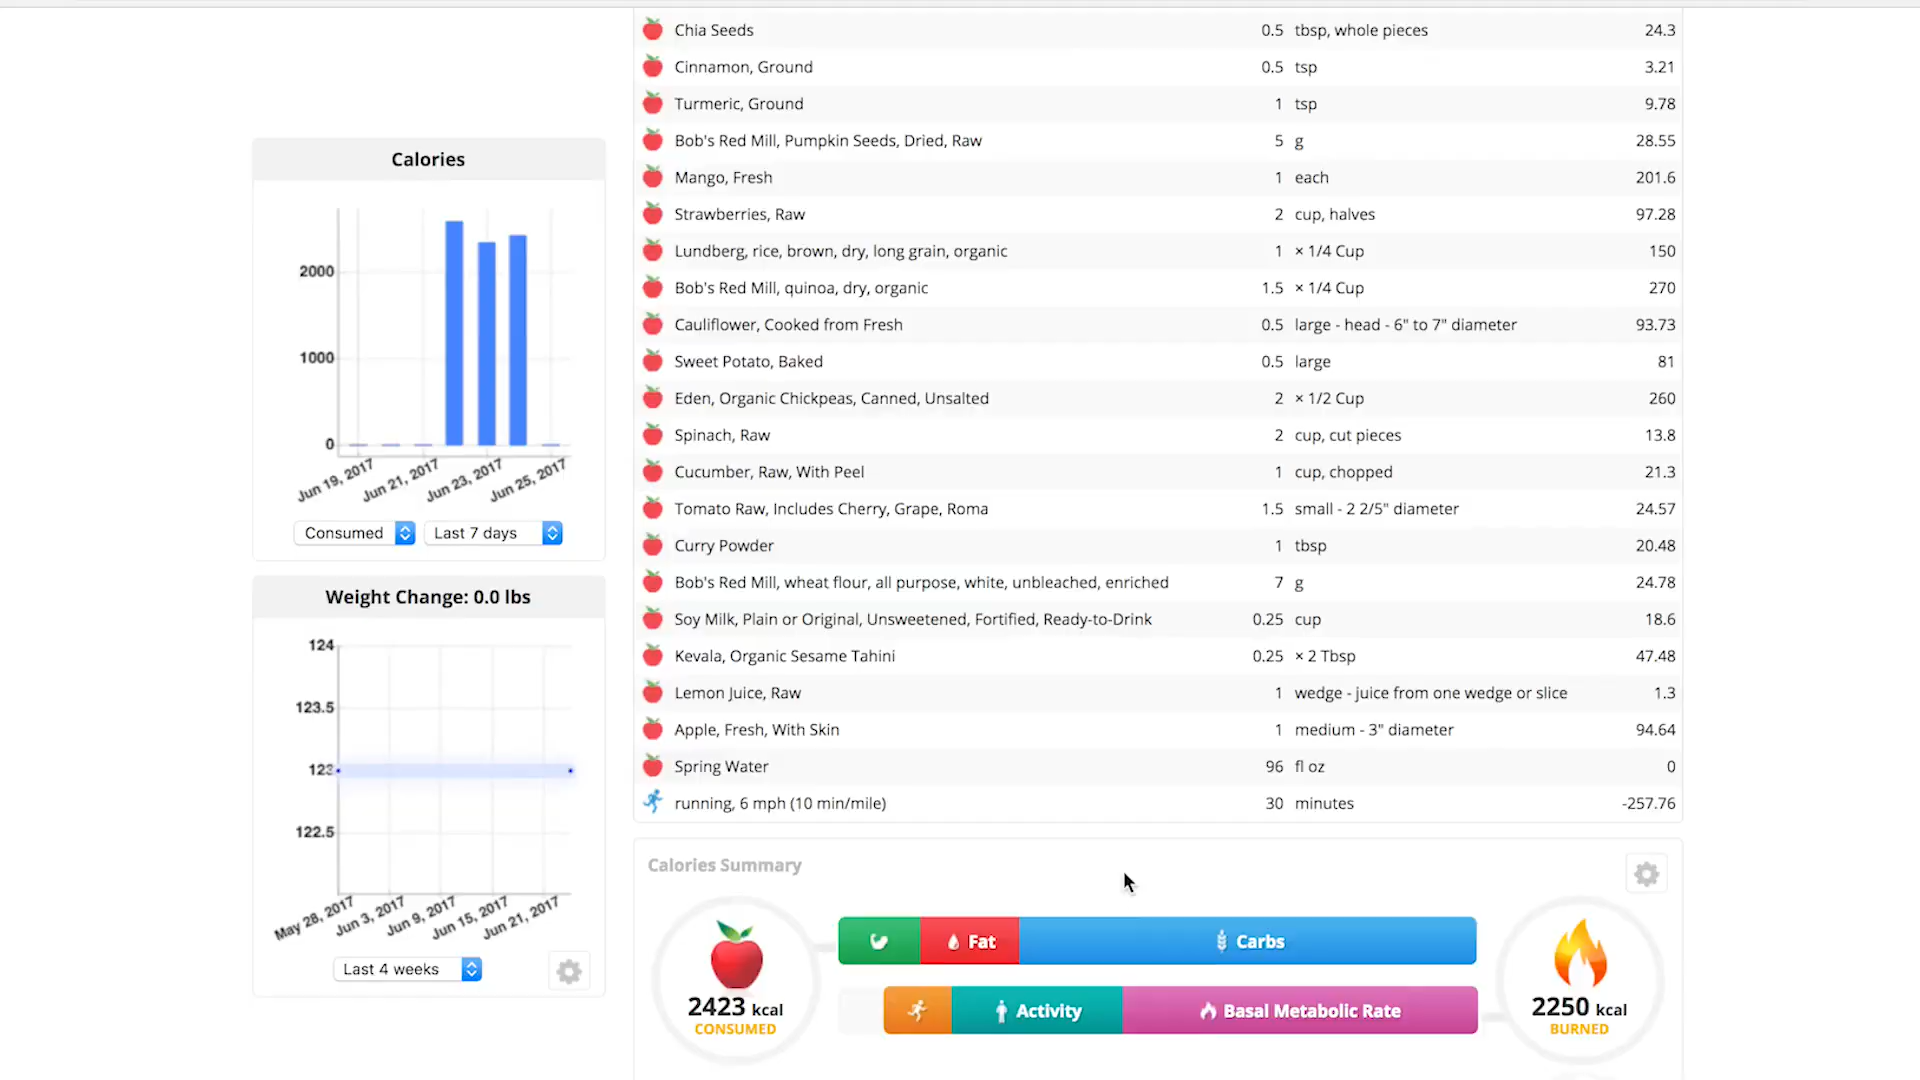 Chia Seeds 0.5 tbsp, whole pieces 24.3
Cinnamon, Ground 0.5 tsp 3.21
Turmeric, Ground 1 tsp 9.78
Bob's Red Mill, Pumpkin Seeds, Dried, Raw 5 g 28.55
Mango, Fresh 1 each 201.6
Strawberries, Raw 2 cup, halves 97.28
Lundberg, rice, brown, dry, long grain, organic 1 × 1/4 Cup 150
Bob's Red Mill, quinoa, dry, organic 1.5 × 1/4 Cup 270
Cauliflower, Cooked from Fresh 0.5 large - head - 6" to 7" diameter 93.73
Sweet Potato, Baked 0.5 large 81
Eden, Organic Chickpeas, Canned, Unsalted 2 × 1/2 Cup 260
Spinach, Raw 2 cup, cut pieces 13.8
Cucumber, Raw, With Peel 1 cup, chopped 21.3
Tomato Raw, Includes Cherry, Grape, Roma 1.5 small - 2 2/5" diameter 24.57
Curry Powder 1 tbsp 20.48
Bob's Red Mill, wheat flour, all purpose, white, unbleached, enriched 7 g 24.78
Soy Milk, Plain or Original, Unsweetened, Fortified, Ready-to-Drink 0.25 cup 18.6
Kevala, Organic Sesame Tahini 0.25 × 2 Tbsp 47.48
Lemon Juice, Raw 1 wedge - juice from one wedge or slice 1.3
Apple, Fresh, With Skin 1 medium - 3" diameter 94.64
Spring Water 96 fl oz 0
running, 6 mph (10 min/mile) 30 minutes -257.76
Calories
2000
1000
0
Jun 19, 2017 Jun 21, 2017 Jun 23, 2017 Jun 25, 2017
Consumed Last 7 days
Weight Change: 0.0 lbs
124
123.5
123
122.5
May 28, 2017 Jun 3, 2017 Jun 9, 2017 Jun 15, 2017 Jun 21, 2017
Last 4 weeks
Calories Summary
Fat Carbs
2423 kcal
CONSUMED
Activity Basal Metabolic Rate
2250 kcal
BURNED